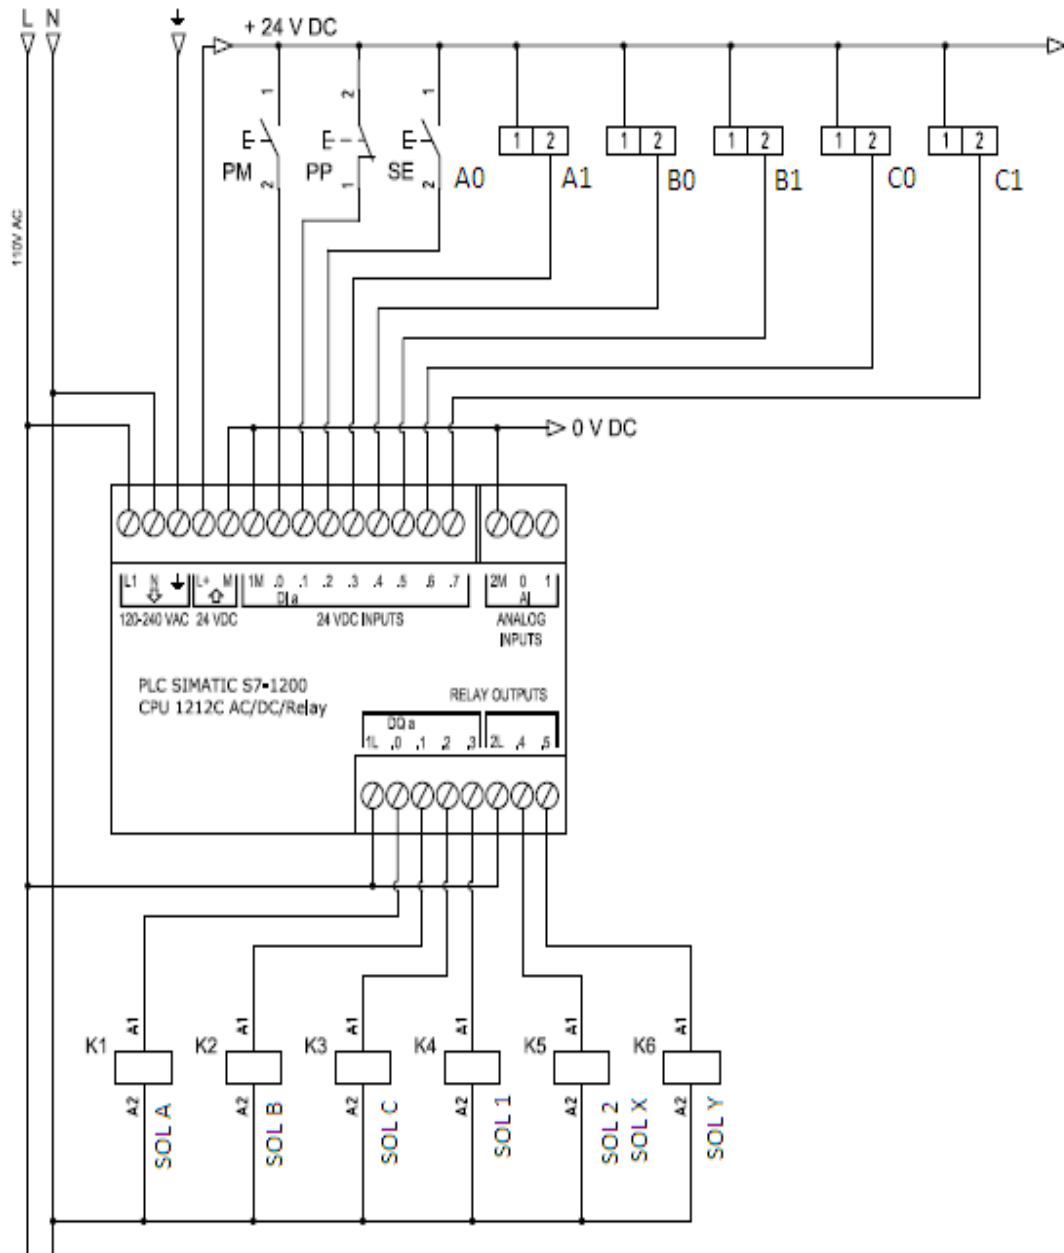 L N
+ 24 V DC
1 2 1
1 2 1 2 1 2 1 2 1 2
PM PP SE
2 1 2
A0 A1 B0 B1 C0 C1
110V AC
0 V DC
L1 N L+ M 1M .0 .1 .2 .3 .4 .5 .6 .7 2M 0 1
DI a AI
120-240 VAC 24 VDC 24 VDC INPUTS ANALOG
INPUTS
PLC SIMATIC S7-1200
CPU 1212C AC/DC/Relay
RELAY OUTPUTS
DQ a
1L .0 .1 .2 .3 2L .4 .5
A1 A1 A1 A1 A1 A1
K1 K2 K3 K4 K5 K6
A2 A2 A2 A2 A2 A2
SOL A
SOL B
SOL C
SOL 1
SOL 2
SOL X
SOL Y